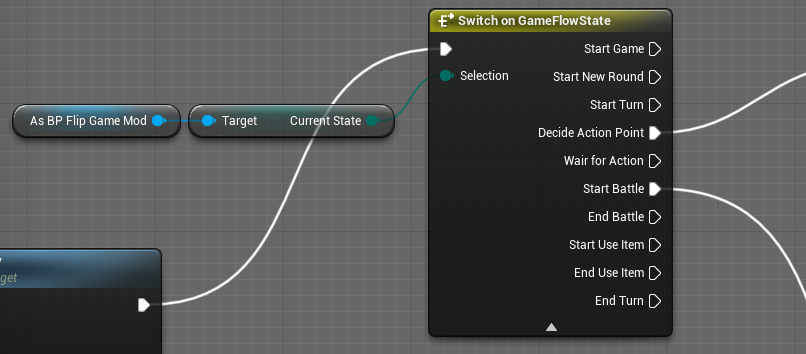 Switch on GameFlowState
Start Game
Selection
Start New Round
Start Turn
As BP Flip Game Mod
Target
Current State
Decide Action Point
Wair for Action
Start Battle
End Battle
Start Use Item
End Use Item
End Turn
get